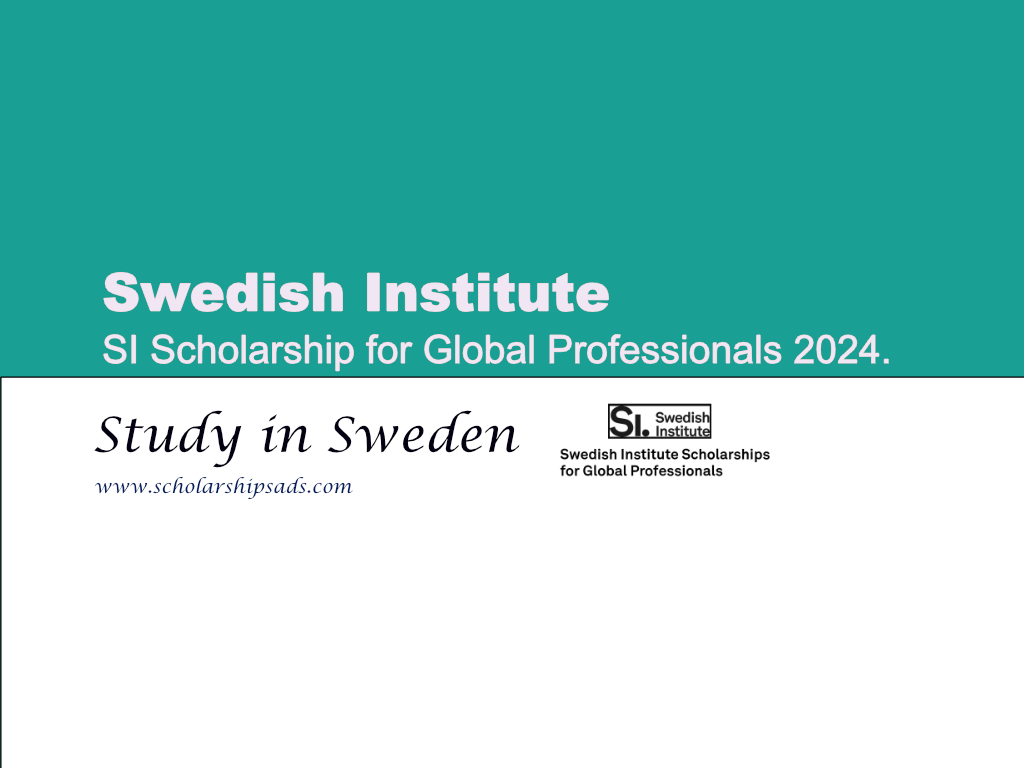 Swedish Institute
SI Scholarship for Global Professionals 2024.
Study in Sweden
www.scholarshipsads.com
SI. Swedish
Institute
Swedish Institute Scholarships
for Global Professionals